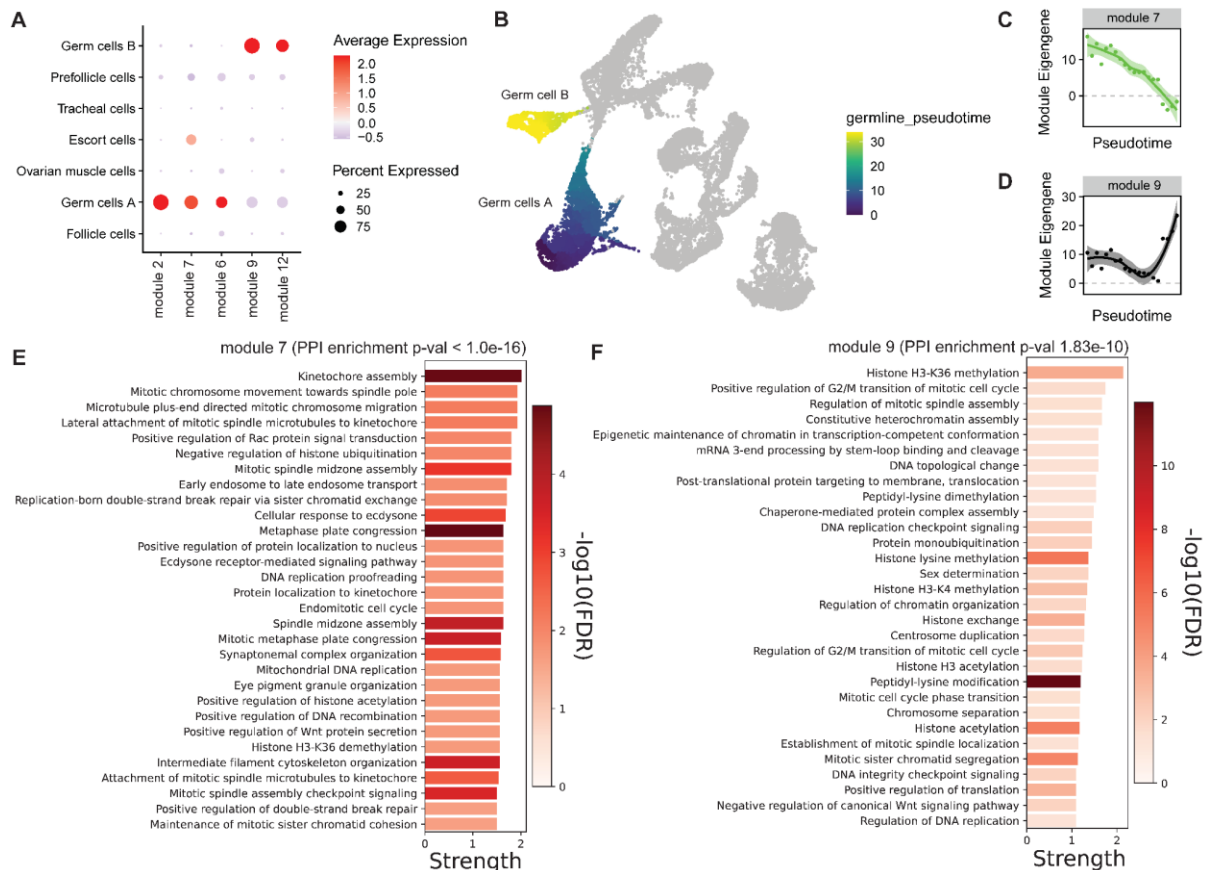 A
Germ cells B
Prefollicle cells
Tracheal cells
Escort cells
Ovarian muscle cells
Germ cells A
Follicle cells
module 2
module 7
module 6
module 9
module 12
Average Expression
2.0
1.5
1.0
0.5
0.0
−0.5
Percent Expressed
25
50
75
B
Germ cell B
Germ cells A
germline_pseudotime
30
20
10
0
C
module 7
Module Eigengene
10
0
Pseudotime
D
module 9
Module Eigengene
30
20
10
0
Pseudotime
E
module 7 (PPI enrichment p-val < 1.0e-16)
Kinetochore assembly
Mitotic chromosome movement towards spindle pole
Microtubule plus-end directed mitotic chromosome migration
Lateral attachment of mitotic spindle microtubules to kinetochore
Positive regulation of Rac protein signal transduction
Negative regulation of histone ubiquitination
Mitotic spindle midzone assembly
Early endosome to late endosome transport
Replication-born double-strand break repair via sister chromatid exchange
Cellular response to ecdysone
Metaphase plate congression
Positive regulation of protein localization to nucleus
Ecdysone receptor-mediated signaling pathway
DNA replication proofreading
Protein localization to kinetochore
Endomitotic cell cycle
Spindle midzone assembly
Mitotic metaphase plate congression
Synaptonemal complex organization
Mitochondrial DNA replication
Eye pigment granule organization
Positive regulation of histone acetylation
Positive regulation of DNA recombination
Positive regulation of Wnt protein secretion
Histone H3-K36 demethylation
Intermediate filament cytoskeleton organization
Attachment of mitotic spindle microtubules to kinetochore
Mitotic spindle assembly checkpoint signaling
Positive regulation of double-strand break repair
Maintenance of mitotic sister chromatid cohesion
0 1 2
Strength
4
3
2
1
0
-log10(FDR)
F
module 9 (PPI enrichment p-val 1.83e-10)
Histone H3-K36 methylation
Positive regulation of G2/M transition of mitotic cell cycle
Regulation of mitotic spindle assembly
Constitutive heterochromatin assembly
Epigenetic maintenance of chromatin in transcription-competent conformation
mRNA 3-end processing by stem-loop binding and cleavage
DNA topological change
Post-translational protein targeting to membrane, translocation
Peptidyl-lysine dimethylation
Chaperone-mediated protein complex assembly
DNA replication checkpoint signaling
Protein monoubiquitination
Histone lysine methylation
Sex determination
Histone H3-K4 methylation
Regulation of chromatin organization
Histone exchange
Centrosome duplication
Regulation of G2/M transition of mitotic cell cycle
Histone H3 acetylation
Peptidyl-lysine modification
Mitotic cell cycle phase transition
Chromosome separation
Histone acetylation
Establishment of mitotic spindle localization
Mitotic sister chromatid segregation
DNA integrity checkpoint signaling
Positive regulation of translation
Negative regulation of canonical Wnt signaling pathway
Regulation of DNA replication
0 1 2
Strength
10
8
6
4
2
0
-log10(FDR)